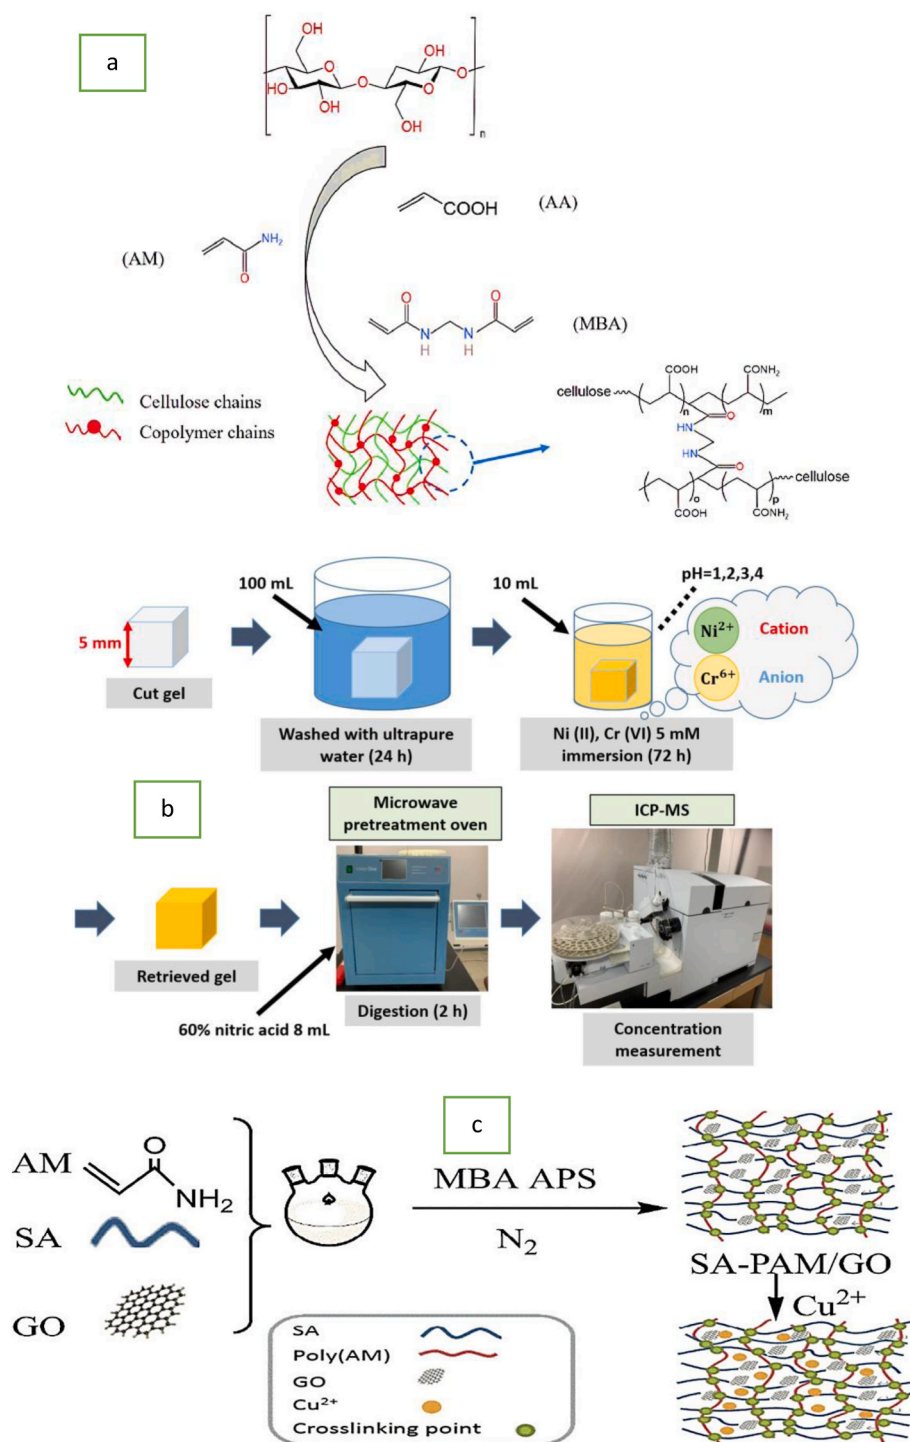 a
OH
OH
O
O
O
HO
OH
HO
O
OH
OH
n
COOH
(AA)
(AM)
NH2
O
O
O
N
N
H
H
(MBA)
Cellulose chains
Copolymer chains
COOH
CONH2
cellulose
n
m
O
HN
HN
O
cellulose
o
p
COOH
CONH2
100 mL
10 mL
pH=1,2,3,4
5 mm
Ni2+
Cation
Cr6+
Anion
Cut gel
Washed with ultrapure
water (24 h)
Ni (II), Cr (VI) 5 mM
immersion (72 h)
b
Microwave
pretreatment oven
ICP-MS
Retrieved gel
Digestion (2 h)
60% nitric acid 8 mL
Concentration
measurement
c
AM
O
NH2
SA
GO
MBA APS
N2
SA-PAM/GO
Cu2+
SA
Poly(AM)
GO
Cu2+
Crosslinking point